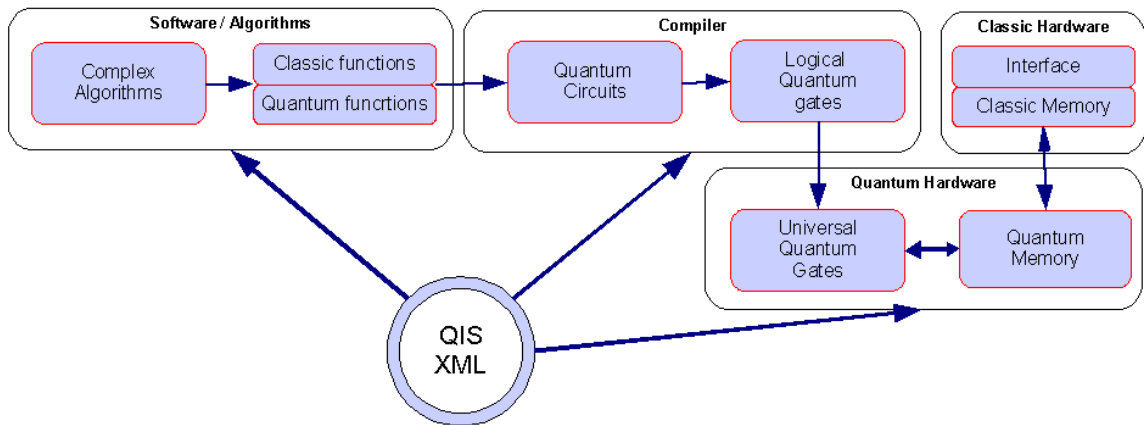 Software / Algorithms
Complex
Algorithms
Classic functions
Quantum funcrtions
Compiler
Quantum
Circuits
Logical
Quantum
gates
Classic Hardware
Interface
Classic Memory
Quantum Hardware
Universal
Quantum
Gates
Quantum
Memory
QIS
XML